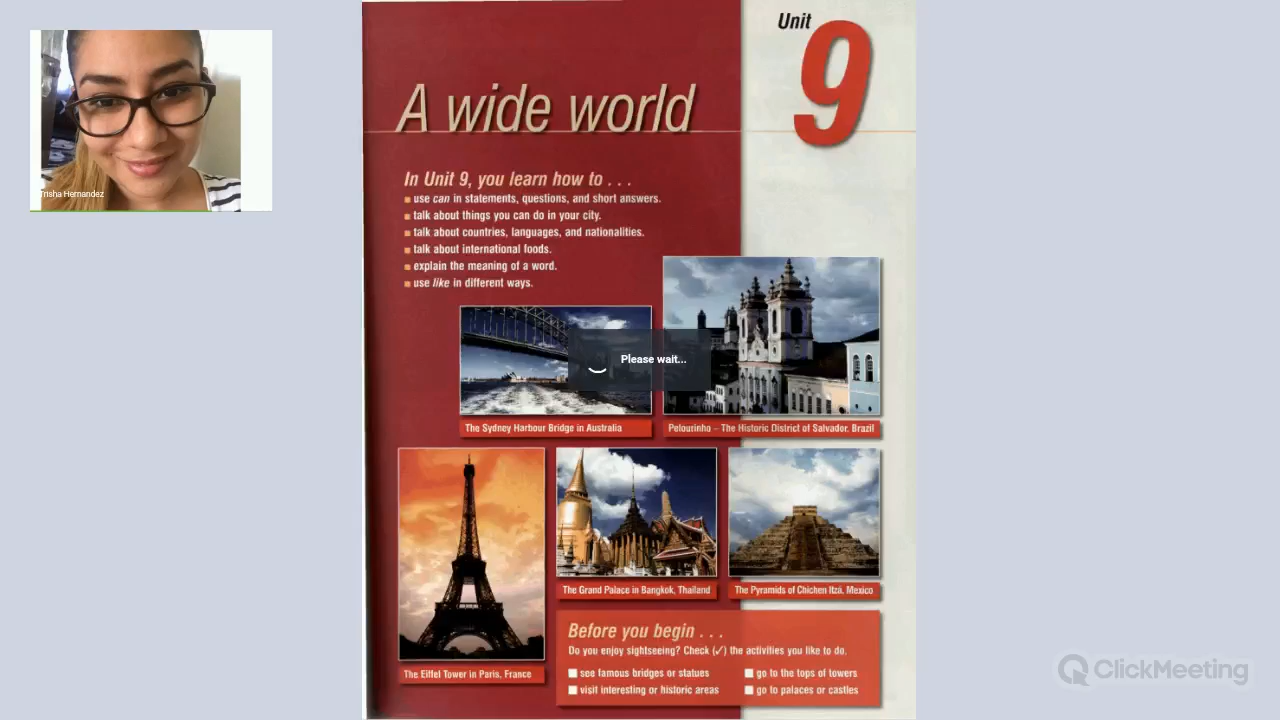 Trisha Hernandez
Unit
9
A wide world
In Unit 9, you learn how to . . .
■ use can in statements, questions, and short answers.
■ talk about things you can do in your city.
■ talk about countries, languages, and nationalities.
■ talk about international foods.
■ explain the meaning of a word.
■ use like in different ways.
Please wait...
The Sydney Harbour Bridge in Australia
Pelourinho – The Historic District of Salvador, Brazil
The Grand Palace in Bangkok, Thailand
The Pyramids of Chichen Itzá, Mexico
The Eiffel Tower in Paris, France
Before you begin . . .
Do you enjoy sightseeing? Check (✓) the activities you like to do.
see famous bridges or statues
go to the tops of towers
visit interesting or historic areas
go to palaces or castles
ClickMeeting